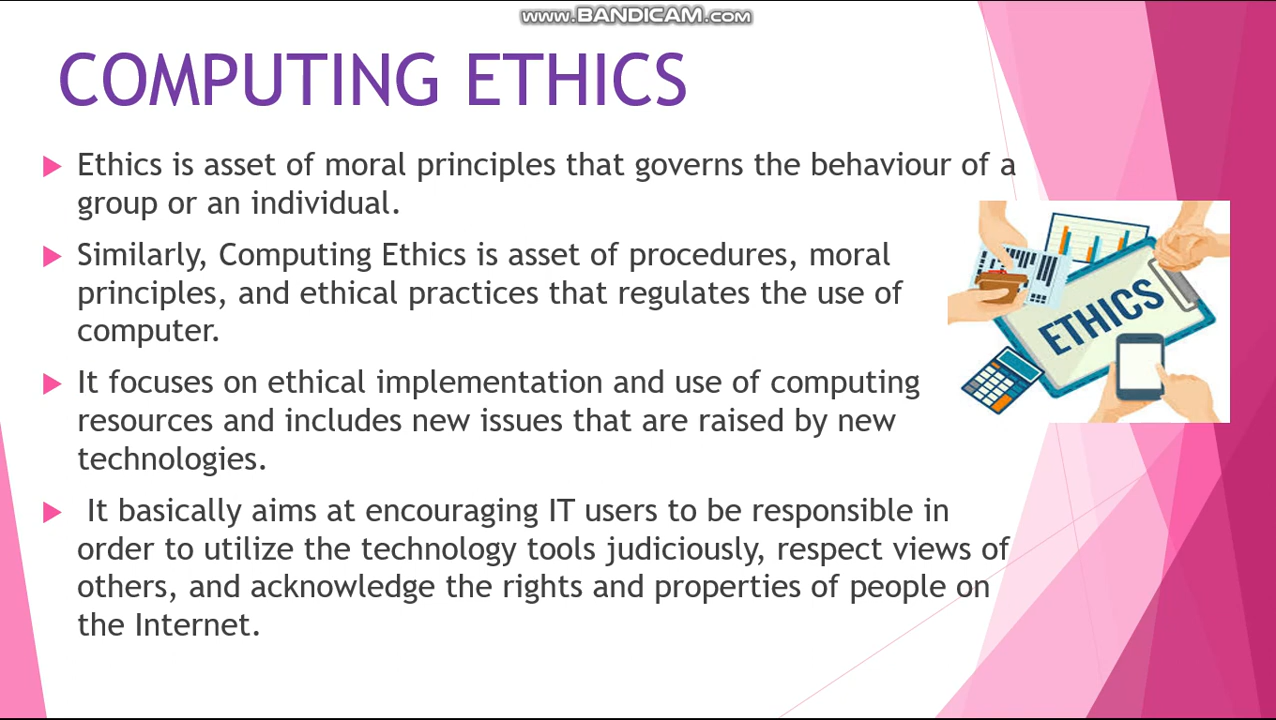 www.BANDICAM.com
COMPUTING ETHICS
Ethics is asset of moral principles that governs the behaviour of a
group or an individual.
Similarly, Computing Ethics is asset of procedures, moral
principles, and ethical practices that regulates the use of
computer.
ETHICS
It focuses on ethical implementation and use of computing
resources and includes new issues that are raised by new
technologies.
It basically aims at encouraging IT users to be responsible in
order to utilize the technology tools judiciously, respect views of
others, and acknowledge the rights and properties of people on
the Internet.